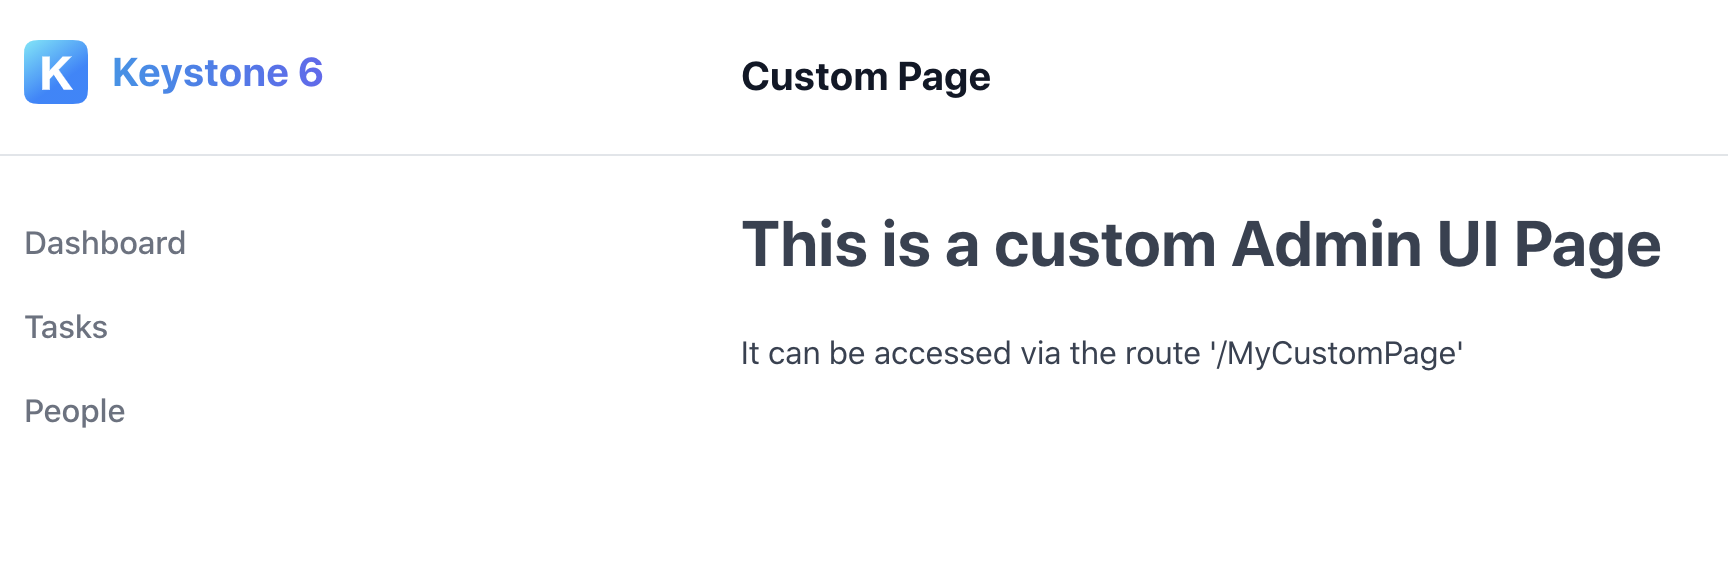 K Keystone 6
Custom Page
Dashboard
Tasks
People
This is a custom Admin UI Page
It can be accessed via the route '/MyCustomPage'